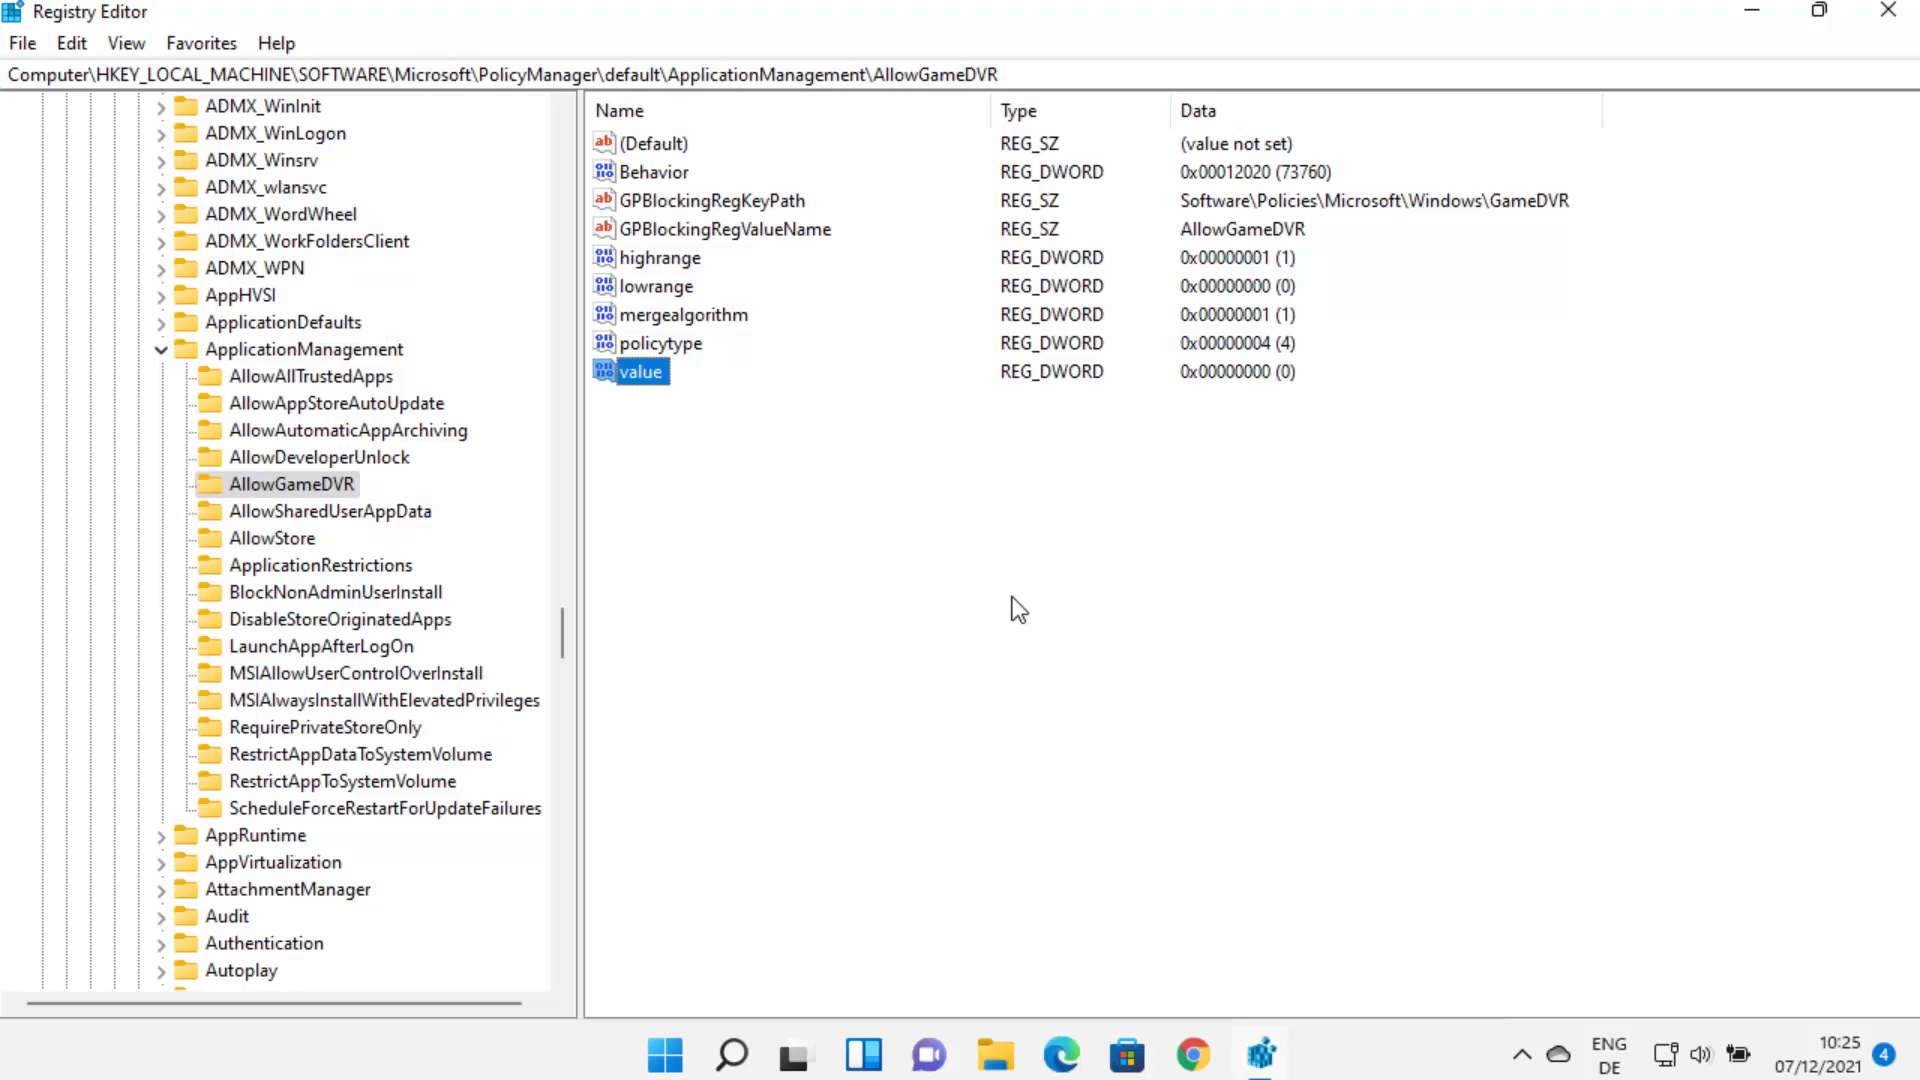 Registry Editor
File Edit View Favorites Help
Computer\HKEY_LOCAL_MACHINE\SOFTWARE\Microsoft\PolicyManager\default\ApplicationManagement\AllowGameDVR
ADMX_WinInit
ADMX_WinLogon
ADMX_Winsrv
ADMX_wlansvc
ADMX_WordWheel
ADMX_WorkFoldersClient
ADMX_WPN
AppHVSI
ApplicationDefaults
ApplicationManagement
AllowAllTrustedApps
AllowAppStoreAutoUpdate
AllowAutomaticAppArchiving
AllowDeveloperUnlock
AllowGameDVR
AllowSharedUserAppData
AllowStore
ApplicationRestrictions
BlockNonAdminUserInstall
DisableStoreOriginatedApps
LaunchAppAfterLogOn
MSIAllowUserControlOverInstall
MSIAlwaysInstallWithElevatedPrivileges
RequirePrivateStoreOnly
RestrictAppDataToSystemVolume
RestrictAppToSystemVolume
ScheduleForceRestartForUpdateFailures
AppRuntime
AppVirtualization
AttachmentManager
Audit
Authentication
Autoplay
Name Type Data
(Default) REG_SZ (value not set)
Behavior REG_DWORD 0x00012020 (73760)
GPBlockingRegKeyPath REG_SZ Software\Policies\Microsoft\Windows\GameDVR
GPBlockingRegValueName REG_SZ AllowGameDVR
highrange REG_DWORD 0x00000001 (1)
lowrange REG_DWORD 0x00000000 (0)
mergealgorithm REG_DWORD 0x00000001 (1)
policytype REG_DWORD 0x00000004 (4)
value REG_DWORD 0x00000000 (0)
ENG
DE
10:25
07/12/2021
4